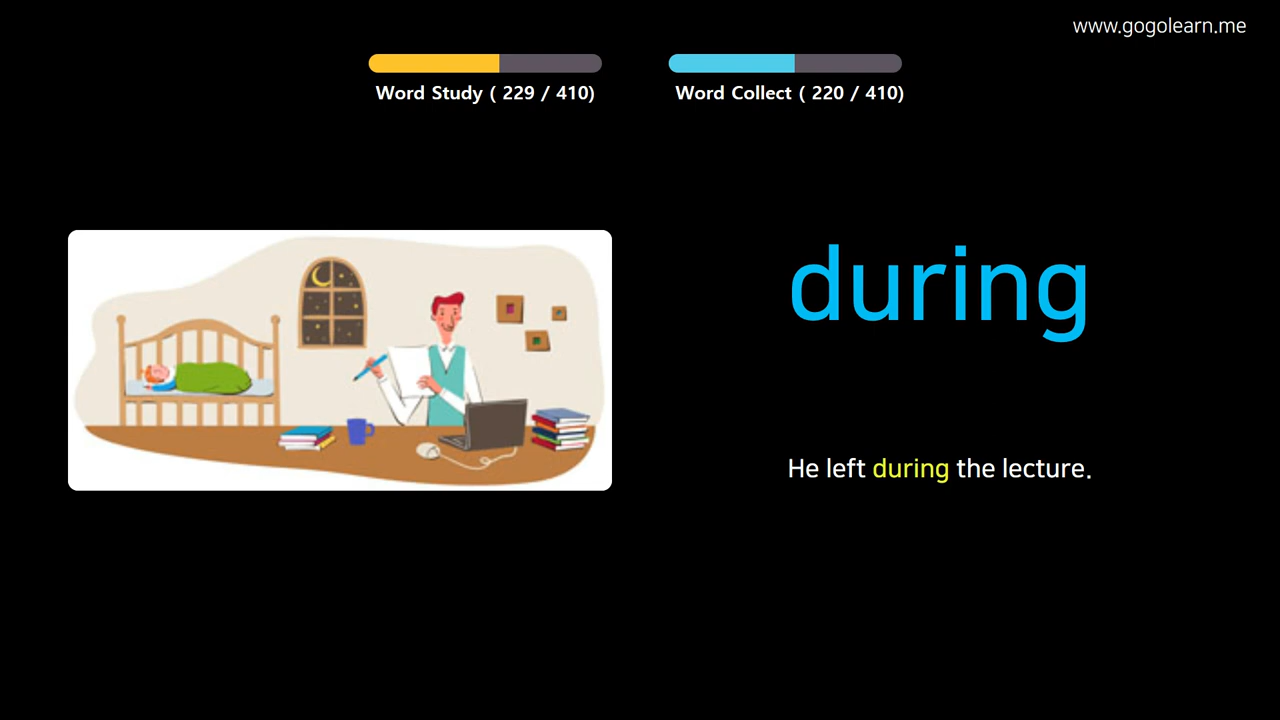 www.gogolearn.me
Word Study ( 229 / 410)
Word Collect ( 220 / 410)
during
He left during the lecture.